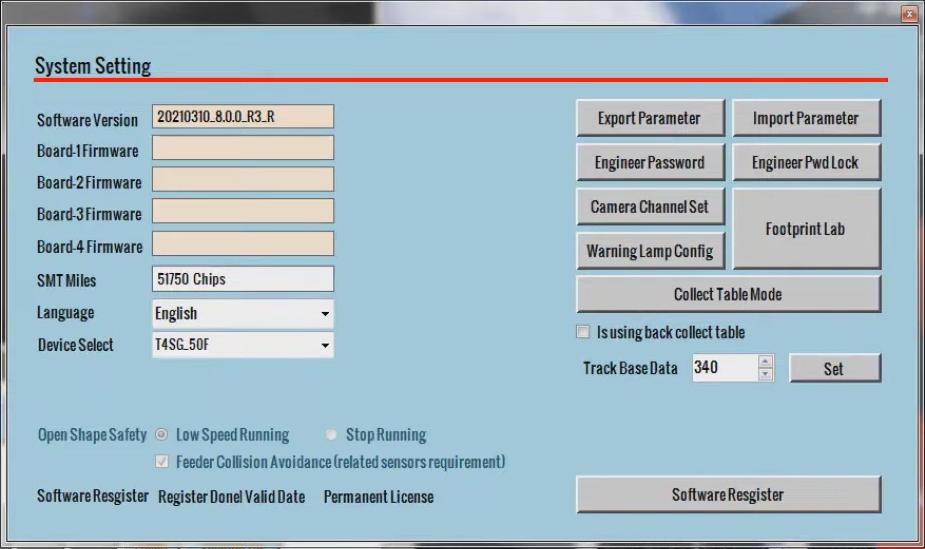 System Setting
Software Version 20210310_8.0.0_R3_R
Board-1 Firmware
Board-2 Firmware
Board-3 Firmware
Board-4 Firmware
SMT Miles 51750 Chips
Language English
Device Select T4SG_50F
Export Parameter Import Parameter
Engineer Password Engineer Pwd Lock
Camera Channel Set
Footprint Lab
Warning Lamp Config
Collect Table Mode
Is using back collect table
Track Base Data 340 Set
Open Shape Safety Low Speed Running Stop Running
Feeder Collision Avoidance (related sensors requirement)
Software Resgister Register Done! Valid Date Permanent License
Software Resgister